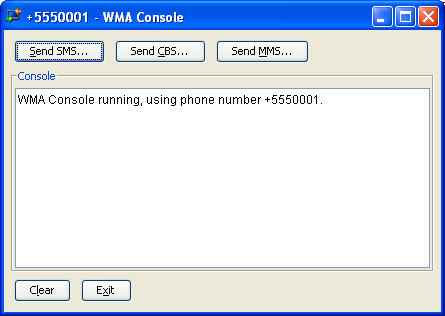 +5550001 - WMA Console
Send SMS... Send CBS... Send MMS...
Console
WMA Console running, using phone number +5550001.
Clear Exit